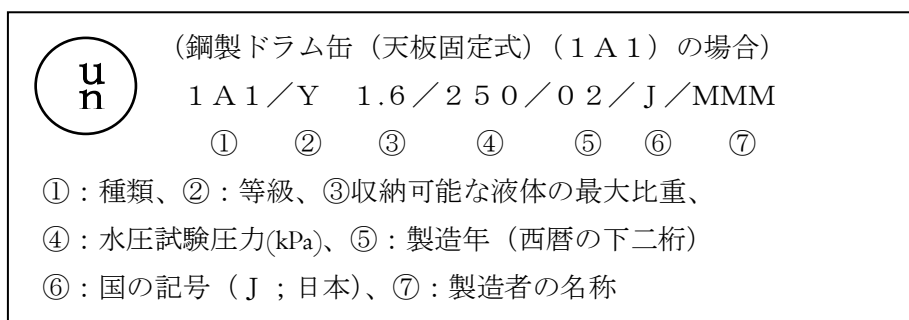 （鋼製ドラム缶（天板固定式）（１Ａ１）の場合）
un
１Ａ１／Ｙ １.６／２５０／０２／Ｊ／MMM
① ② ③ ④ ⑤ ⑥ ⑦
①：種類、②：等級、③収納可能な液体の最大比重、
④：水圧試験圧力(kPa)、⑤：製造年（西暦の下二桁）
⑥：国の記号（Ｊ；日本）、⑦：製造者の名称